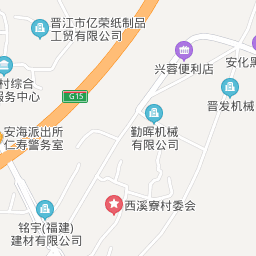 晋江市亿荣纸制品
工贸有限公司
兴蓉便利店
安化黑
村综合
服务中心
G15
晋发机械
勤晖机械
有限公司
安海派出所
仁寿警务室
西溪寮村委会
铭宇(福建)
建材有限公司